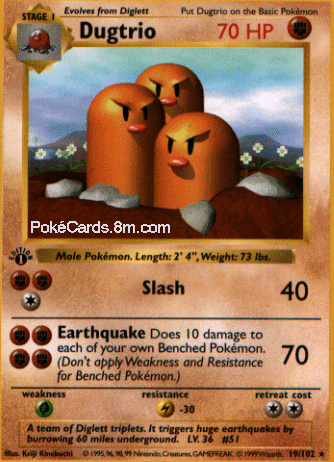 Evolves from Diglett Put Dugtrio on the Basic Pokémon
STAGE 1 Dugtrio 70 HP
PokéCards.8m.com
EDITION
1
Mole Pokémon. Length: 2' 4", Weight: 73 lbs.
Slash 40
Earthquake Does 10 damage to
each of your own Benched Pokémon.
(Don't apply Weakness and Resistance
for Benched Pokémon.)
70
weakness resistance retreat cost
-30
A team of Diglett triplets. It triggers huge earthquakes by
burrowing 60 miles underground. LV. 36 #51
Illus. Keiji Kinebuchi © 1995, 96, 98, 99 Nintendo, Creatures, GAMEFREAK. © 1999 Wizards. 19/102 ★